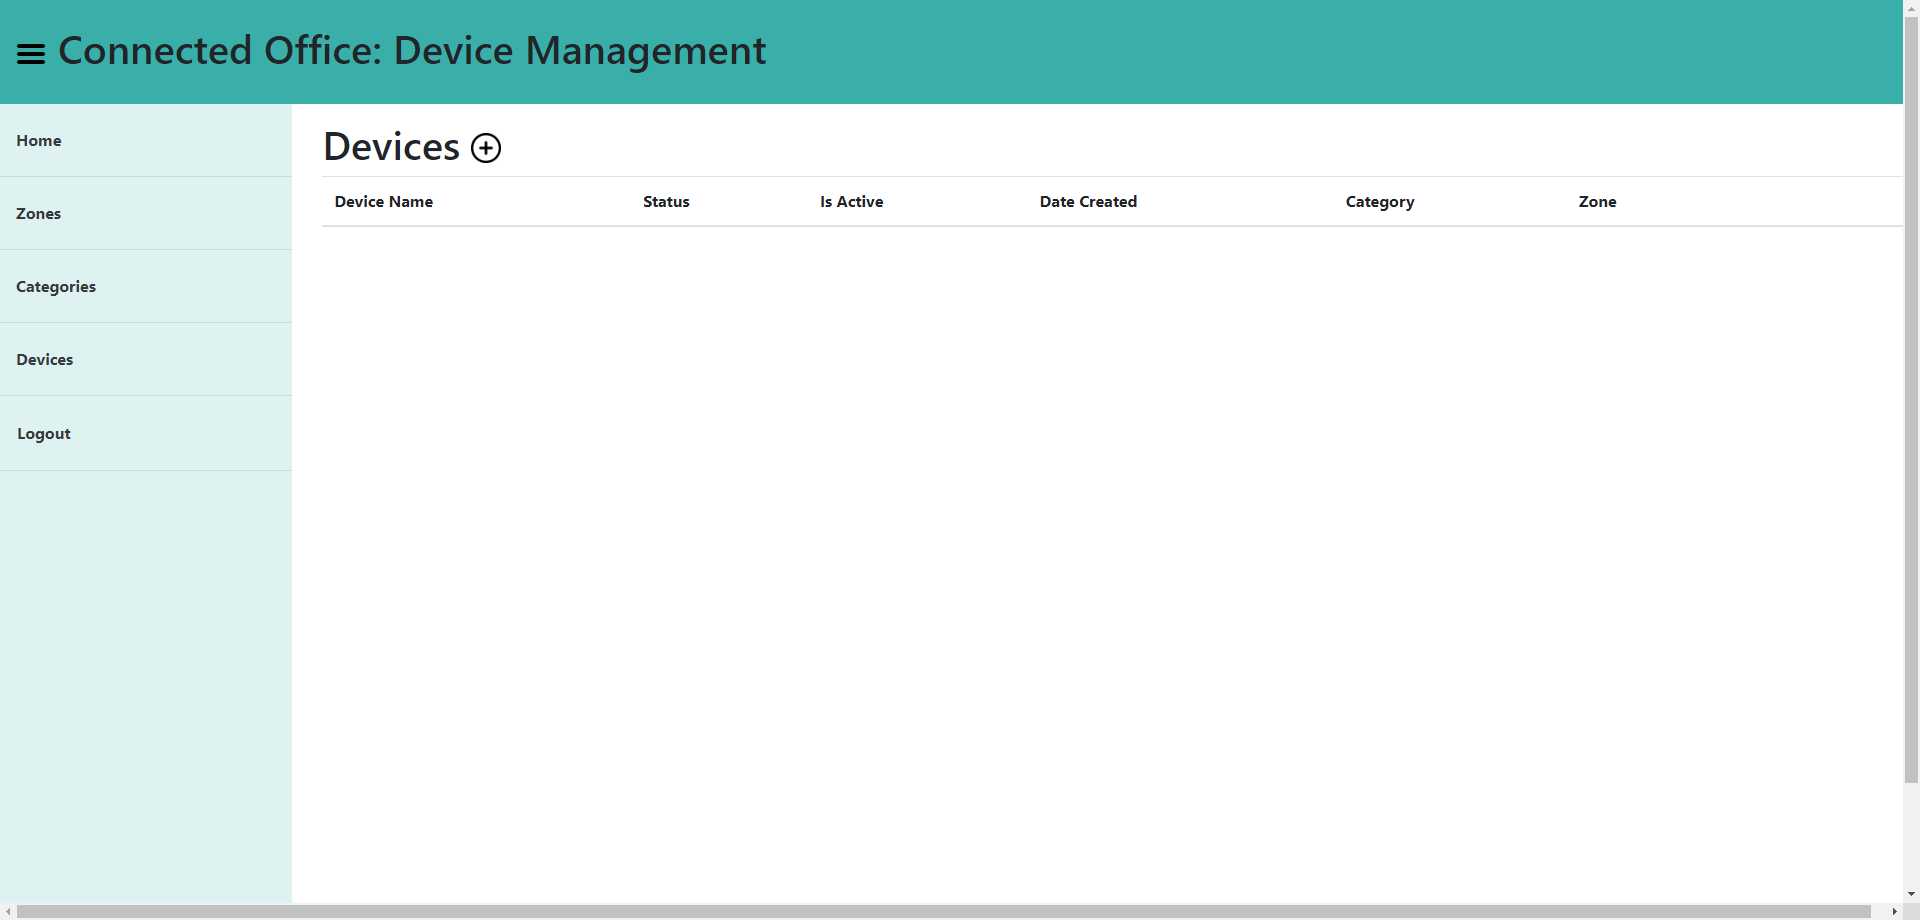 Connected Office: Device Management
Home
Zones
Categories
Devices
Logout
Devices
Device Name Status Is Active Date Created Category Zone